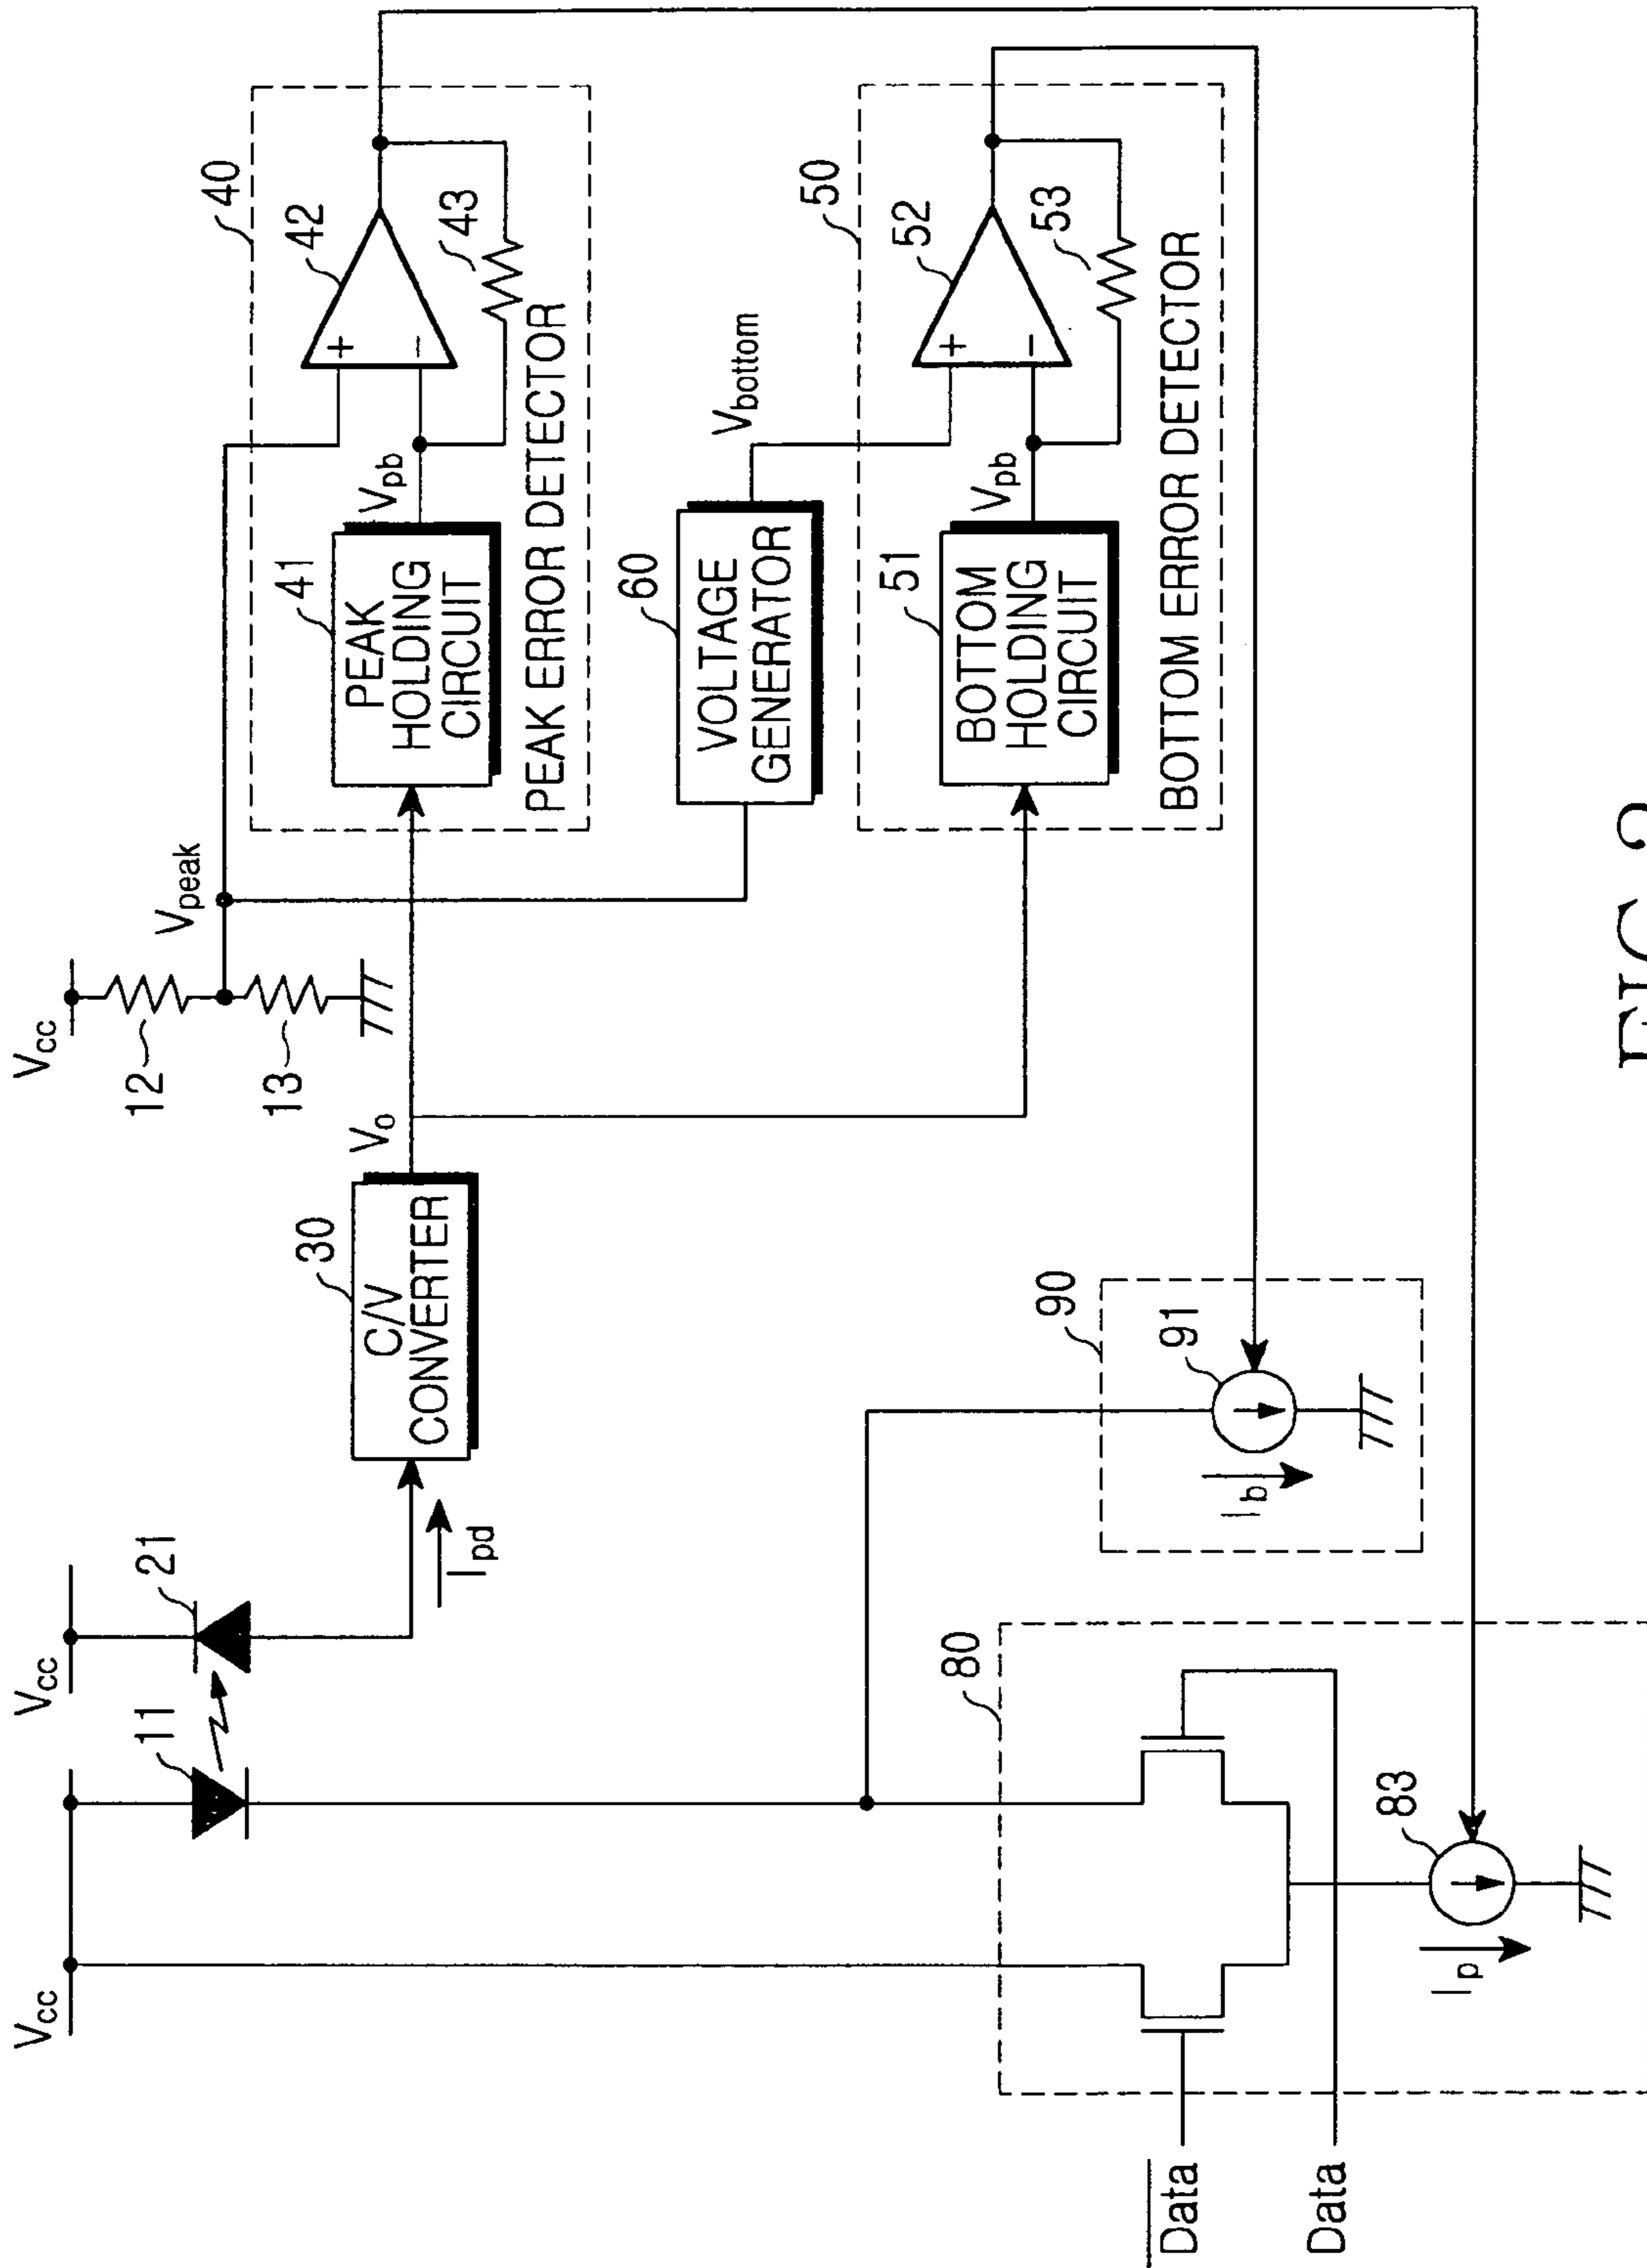 Vcc
Vcc
Vcc
11
21
12
13
Vpeak
Ipd
30
C/V
CONVERTER
Vo
40
41
PEAK
HOLDING
CIRCUIT
Vpb
42
+
−
43
PEAK ERROR DETECTOR
60
VOLTAGE
GENERATOR
Vbottom
50
51
BOTTOM
HOLDING
CIRCUIT
Vpb
52
+
−
53
BOTTOM ERROR DETECTOR
80
83
Ip
90
91
Ib
Data
Data